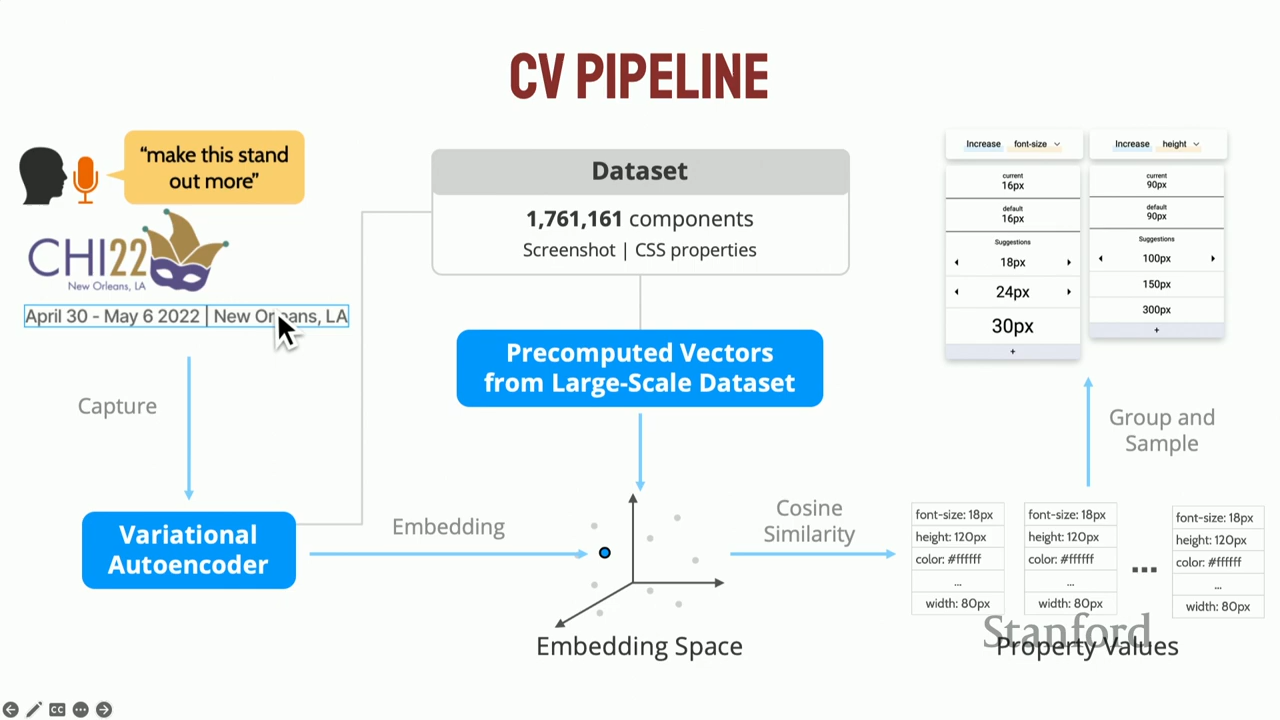 CV PIPELINE
“make this stand
out more”
CHI22
New Orleans, LA
April 30 - May 6 2022 | New Orleans, LA
Capture
Variational
Autoencoder
Dataset
1,761,161 components
Screenshot | CSS properties
Precomputed Vectors
from Large-Scale Dataset
Embedding
Embedding Space
Cosine
Similarity
Increase font-size
current
16px
default
16px
Suggestions
18px
24px
30px
+
Increase height
current
90px
default
90px
Suggestions
100px
150px
300px
+
Group and
Sample
font-size: 18px
height: 120px
color: #ffffff
...
width: 80px
font-size: 18px
height: 120px
color: #ffffff
...
width: 80px
...
font-size: 18px
height: 120px
color: #ffffff
...
width: 80px
Stanford
Property Values
CC